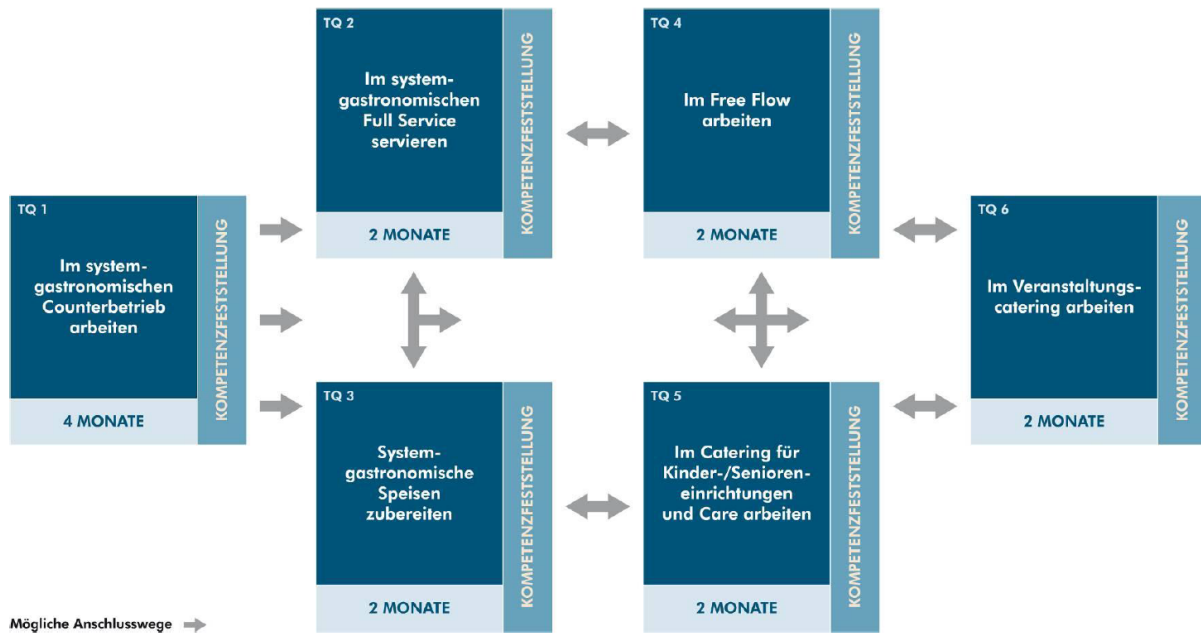 TQ 1
Im system-
gastronomischen
Counterbetrieb
arbeiten
4 MONATE
KOMPETENZFESTSTELLUNG
TQ 2
Im system-
gastronomischen
Full Service
servieren
2 MONATE
KOMPETENZFESTSTELLUNG
TQ 3
System-
gastronomische
Speisen
zubereiten
2 MONATE
KOMPETENZFESTSTELLUNG
TQ 4
Im Free Flow
arbeiten
2 MONATE
KOMPETENZFESTSTELLUNG
TQ 5
Im Catering für
Kinder-/Senioren-
einrichtungen
und Care arbeiten
2 MONATE
KOMPETENZFESTSTELLUNG
TQ 6
Im Veranstaltungs-
catering arbeiten
2 MONATE
KOMPETENZFESTSTELLUNG
Mögliche Anschlusswege